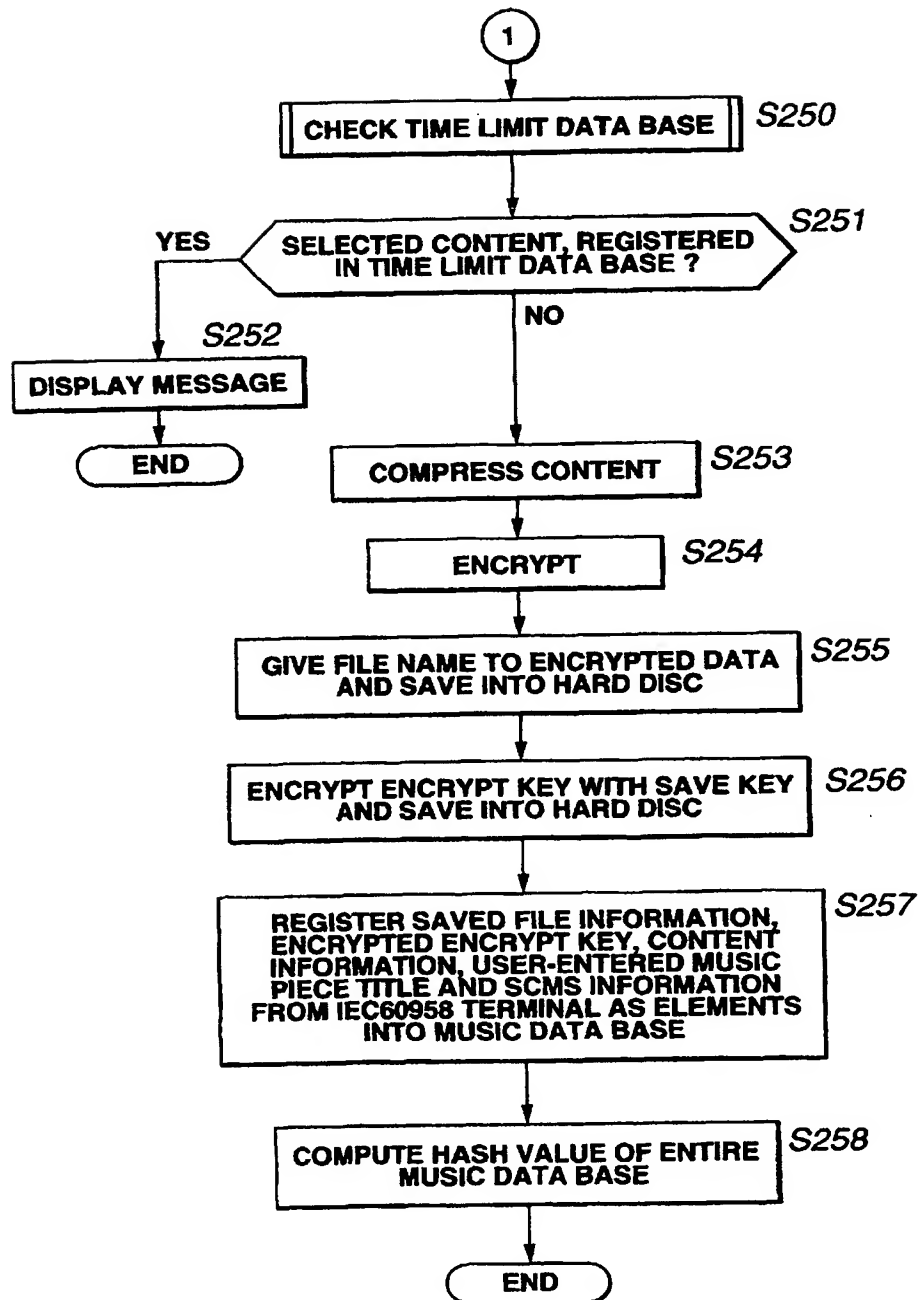 1
CHECK TIME LIMIT DATA BASE
S250
S251
YES
SELECTED CONTENT, REGISTERED
IN TIME LIMIT DATA BASE ?
NO
S252
DISPLAY MESSAGE
END
COMPRESS CONTENT
S253
ENCRYPT
S254
GIVE FILE NAME TO ENCRYPTED DATA
AND SAVE INTO HARD DISC
S255
ENCRYPT ENCRYPT KEY WITH SAVE KEY
AND SAVE INTO HARD DISC
S256
REGISTER SAVED FILE INFORMATION,
ENCRYPTED ENCRYPT KEY, CONTENT
INFORMATION, USER-ENTERED MUSIC
PIECE TITLE AND SCMS INFORMATION
FROM IEC60958 TERMINAL AS ELEMENTS
INTO MUSIC DATA BASE
S257
COMPUTE HASH VALUE OF ENTIRE
MUSIC DATA BASE
S258
END